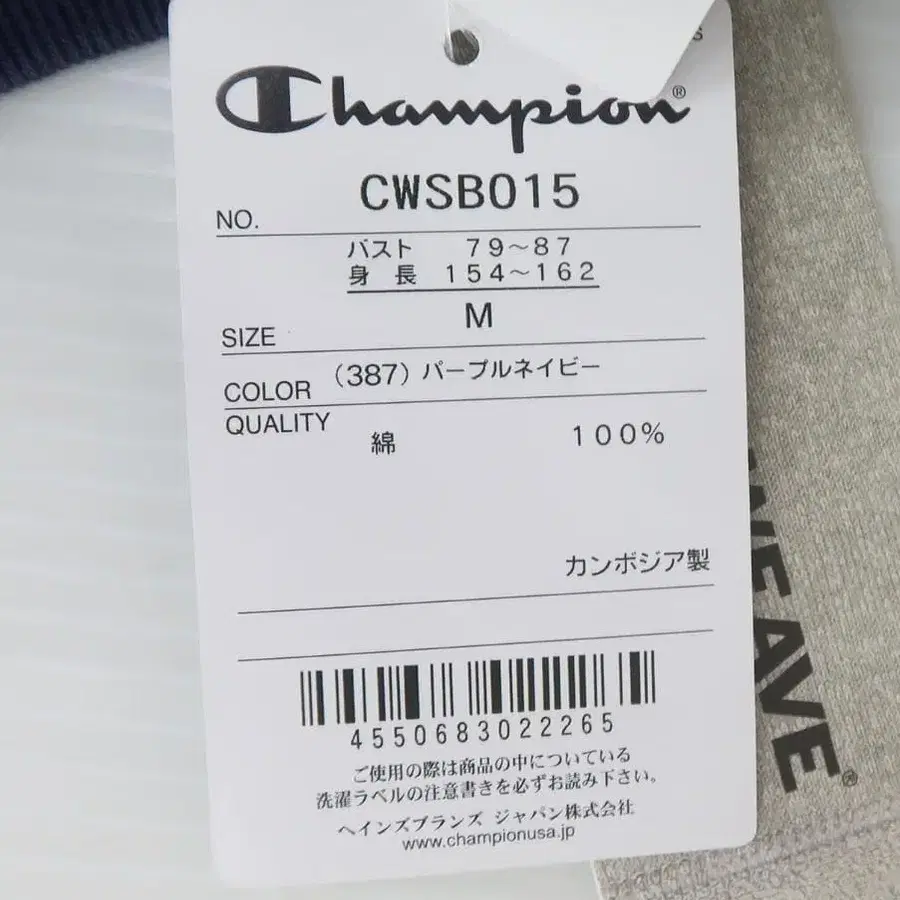 Champion®
NO. CWSB015
バスト 79～87
身長 154～162
SIZE M
COLOR (387) パープルネイビー
QUALITY
綿 100%
カンボジア製
4550683022265
ご使用の際は商品の中についている
洗濯ラベルの注意書きを必ずお読み下さい。
ヘインズブランズ ジャパン株式会社
www.championusa.jp
WEAVE®